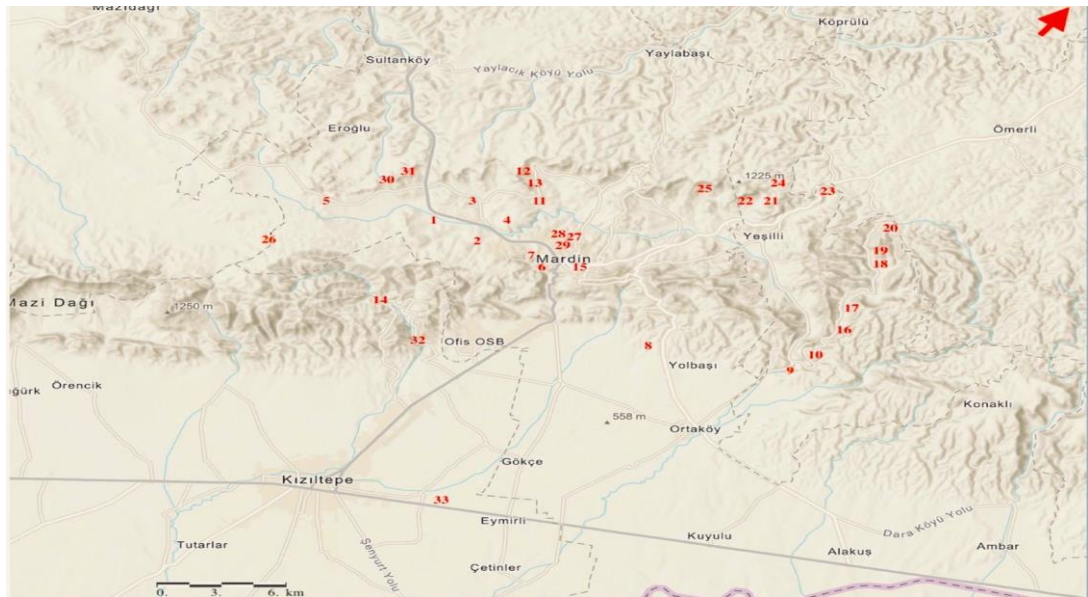 Mazıdağı
Köprülü
Sultanköy
Yaylabaşı
Yaylacık Köyü Yolu
Eroğlu
Ömerli
31
30
12
13
1225 m
24
25
23
5
3
11
22
21
1
4
20
26
2
28
27
Yeşilli
29
19
7
Mardin
6
15
18
Mazi Dağı
1250 m
14
17
16
32
Ofis OSB
8
10
Yolbaşı
9
Örencik
Konaklı
558 m
Ortaköy
Gökçe
Kızıltepe
33
Eymirli
Dara Köyü Yolu
Kuyulu
Tutarlar
Şenyurt Yolu
Alakuş
Ambar
Çetinler
0. 3. 6. km